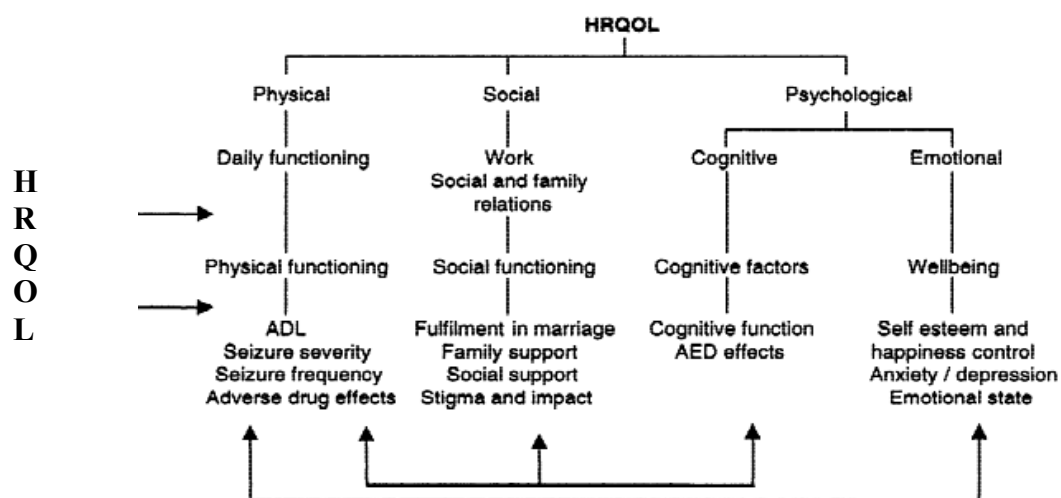 HRQOL
Physical
Social
Psychological
Daily functioning
Work
Social and family
relations
Cognitive
Emotional
H
R
Q
O
L
Physical functioning
Social functioning
Cognitive factors
Wellbeing
ADL
Seizure severity
Seizure frequency
Adverse drug effects
Fulfilment in marriage
Family support
Social support
Stigma and impact
Cognitive function
AED effects
Self esteem and
happiness control
Anxiety / depression
Emotional state